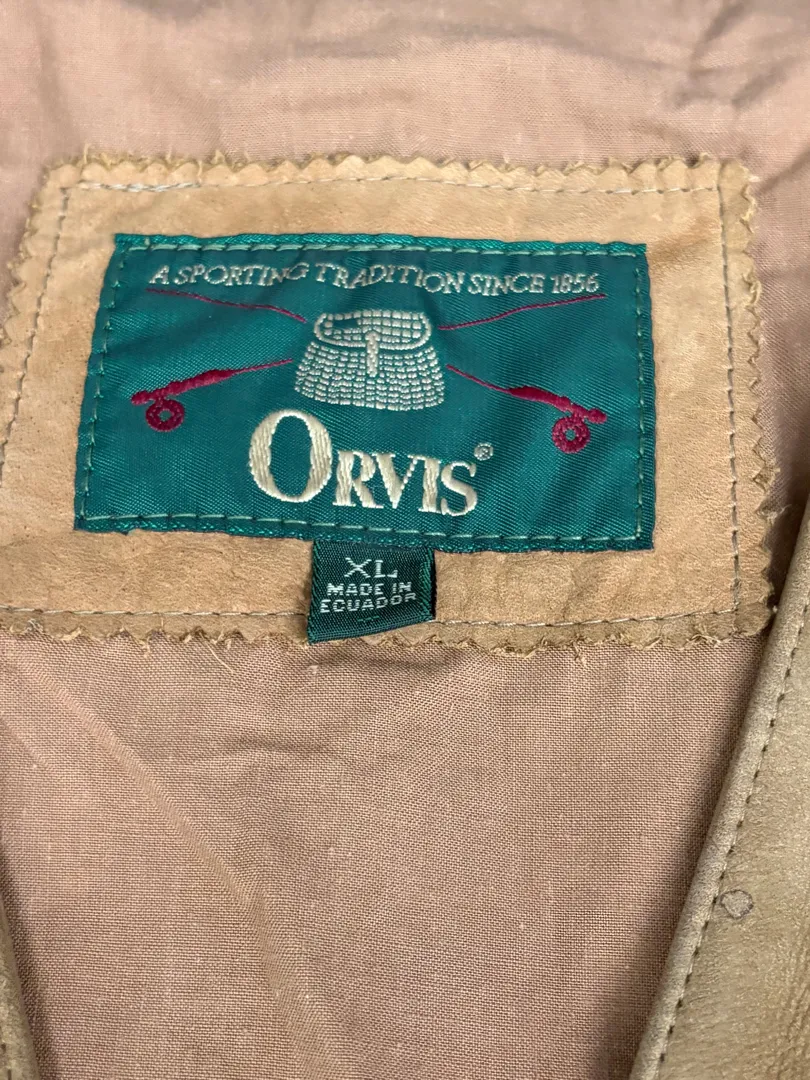 A SPORTING TRADITION SINCE 1856
ORVIS®
XL
MADE IN
ECUADOR